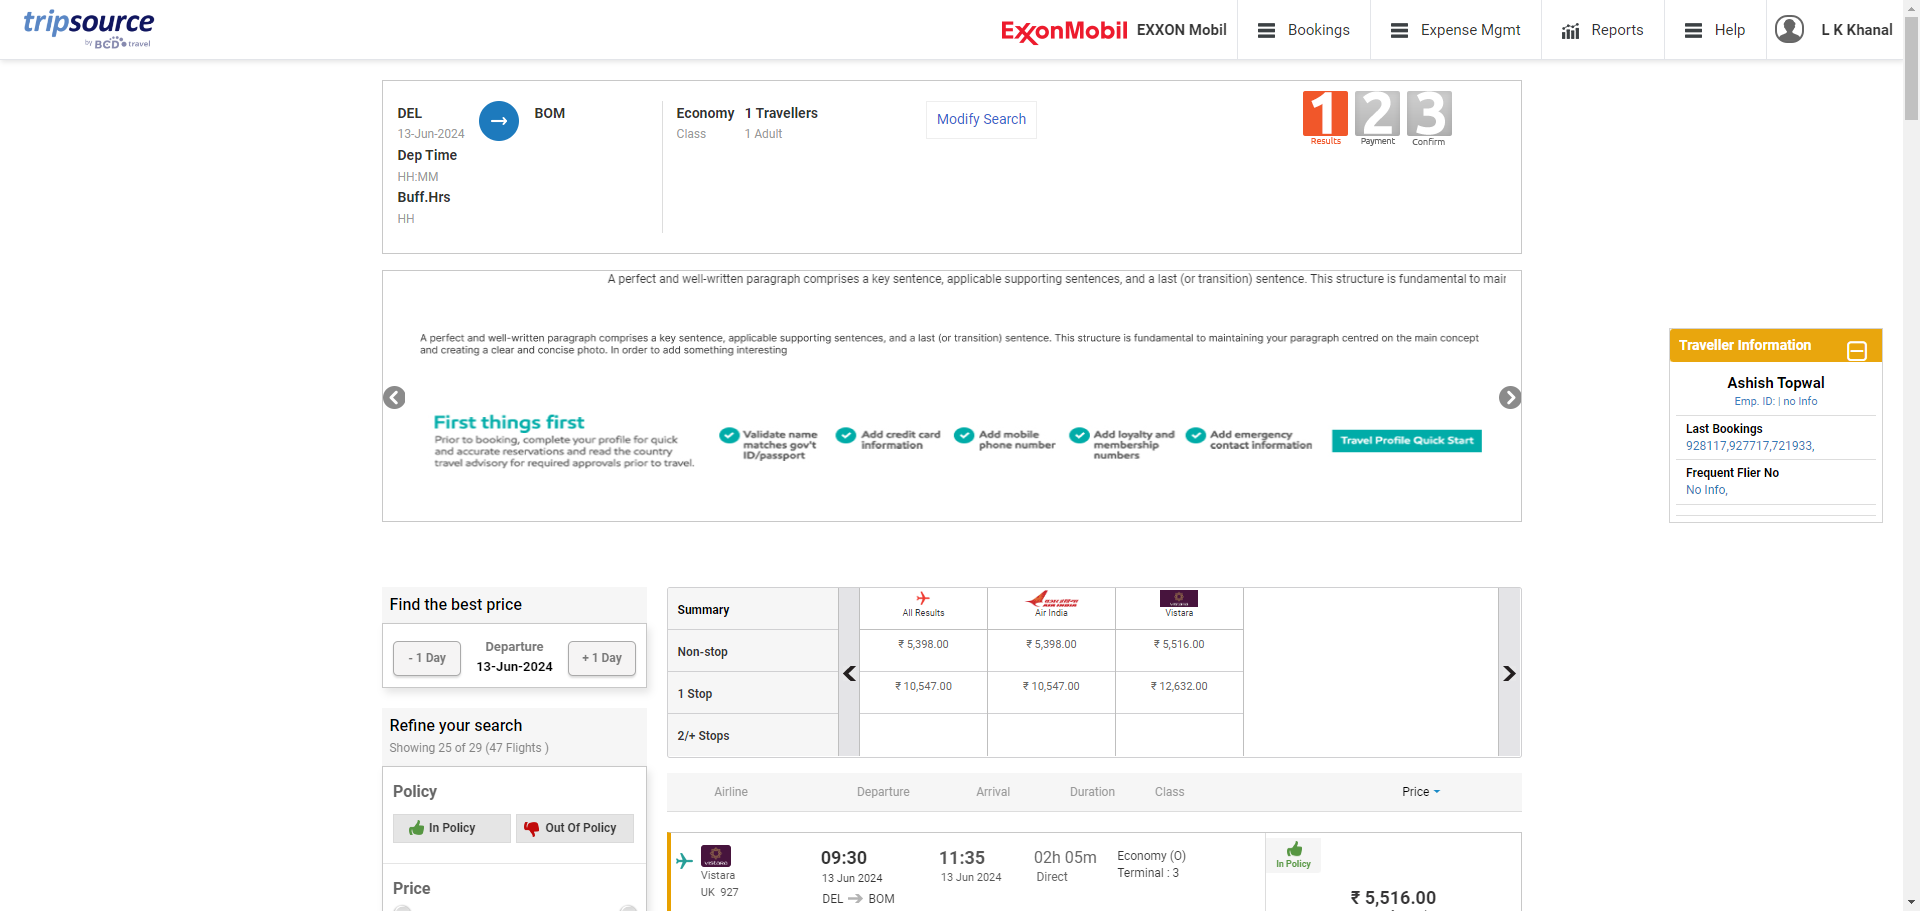 tripsource
by BCD travel
ExxonMobil EXXON Mobil
Bookings
Expense Mgmt
Reports
Help
L K Khanal
DEL
13-Jun-2024
BOM
Dep Time
HH:MM
Buff.Hrs
HH
Economy
Class
1 Travellers
1 Adult
Modify Search
1 2 3
Results Payment Confirm
A perfect and well-written paragraph comprises a key sentence, applicable supporting sentences, and a last (or transition) sentence. This structure is fundamental to mair
A perfect and well-written paragraph comprises a key sentence, applicable supporting sentences, and a last (or transition) sentence. This structure is fundamental to maintaining your paragraph centred on the main concept
and creating a clear and concise photo. In order to add something interesting
First things first
Prior to booking, complete your profile for quick
and accurate reservations and read the country
travel advisory for required approvals prior to travel.
Validate name
matches gov't
ID/passport
Add credit card
information
Add mobile
phone number
Add loyalty and
membership
numbers
Add emergency
contact information
Travel Profile Quick Start
Traveller Information
Ashish Topwal
Emp. ID: | no Info
Last Bookings
928117,927717,721933,
Frequent Flier No
No Info,
Find the best price
- 1 Day
Departure
13-Jun-2024
+ 1 Day
Refine your search
Showing 25 of 29 (47 Flights )
Policy
In Policy
Out Of Policy
Price
Summary
All Results
Air India
Vistara
Non-stop
₹ 5,398.00
₹ 5,398.00
₹ 5,516.00
1 Stop
₹ 10,547.00
₹ 10,547.00
₹ 12,632.00
2/+ Stops
Airline
Departure
Arrival
Duration
Class
Price
VISTARA
Vistara
UK 927
09:30
13 Jun 2024
DEL BOM
11:35
13 Jun 2024
02h 05m
Direct
Economy (O)
Terminal : 3
In Policy
₹ 5,516.00